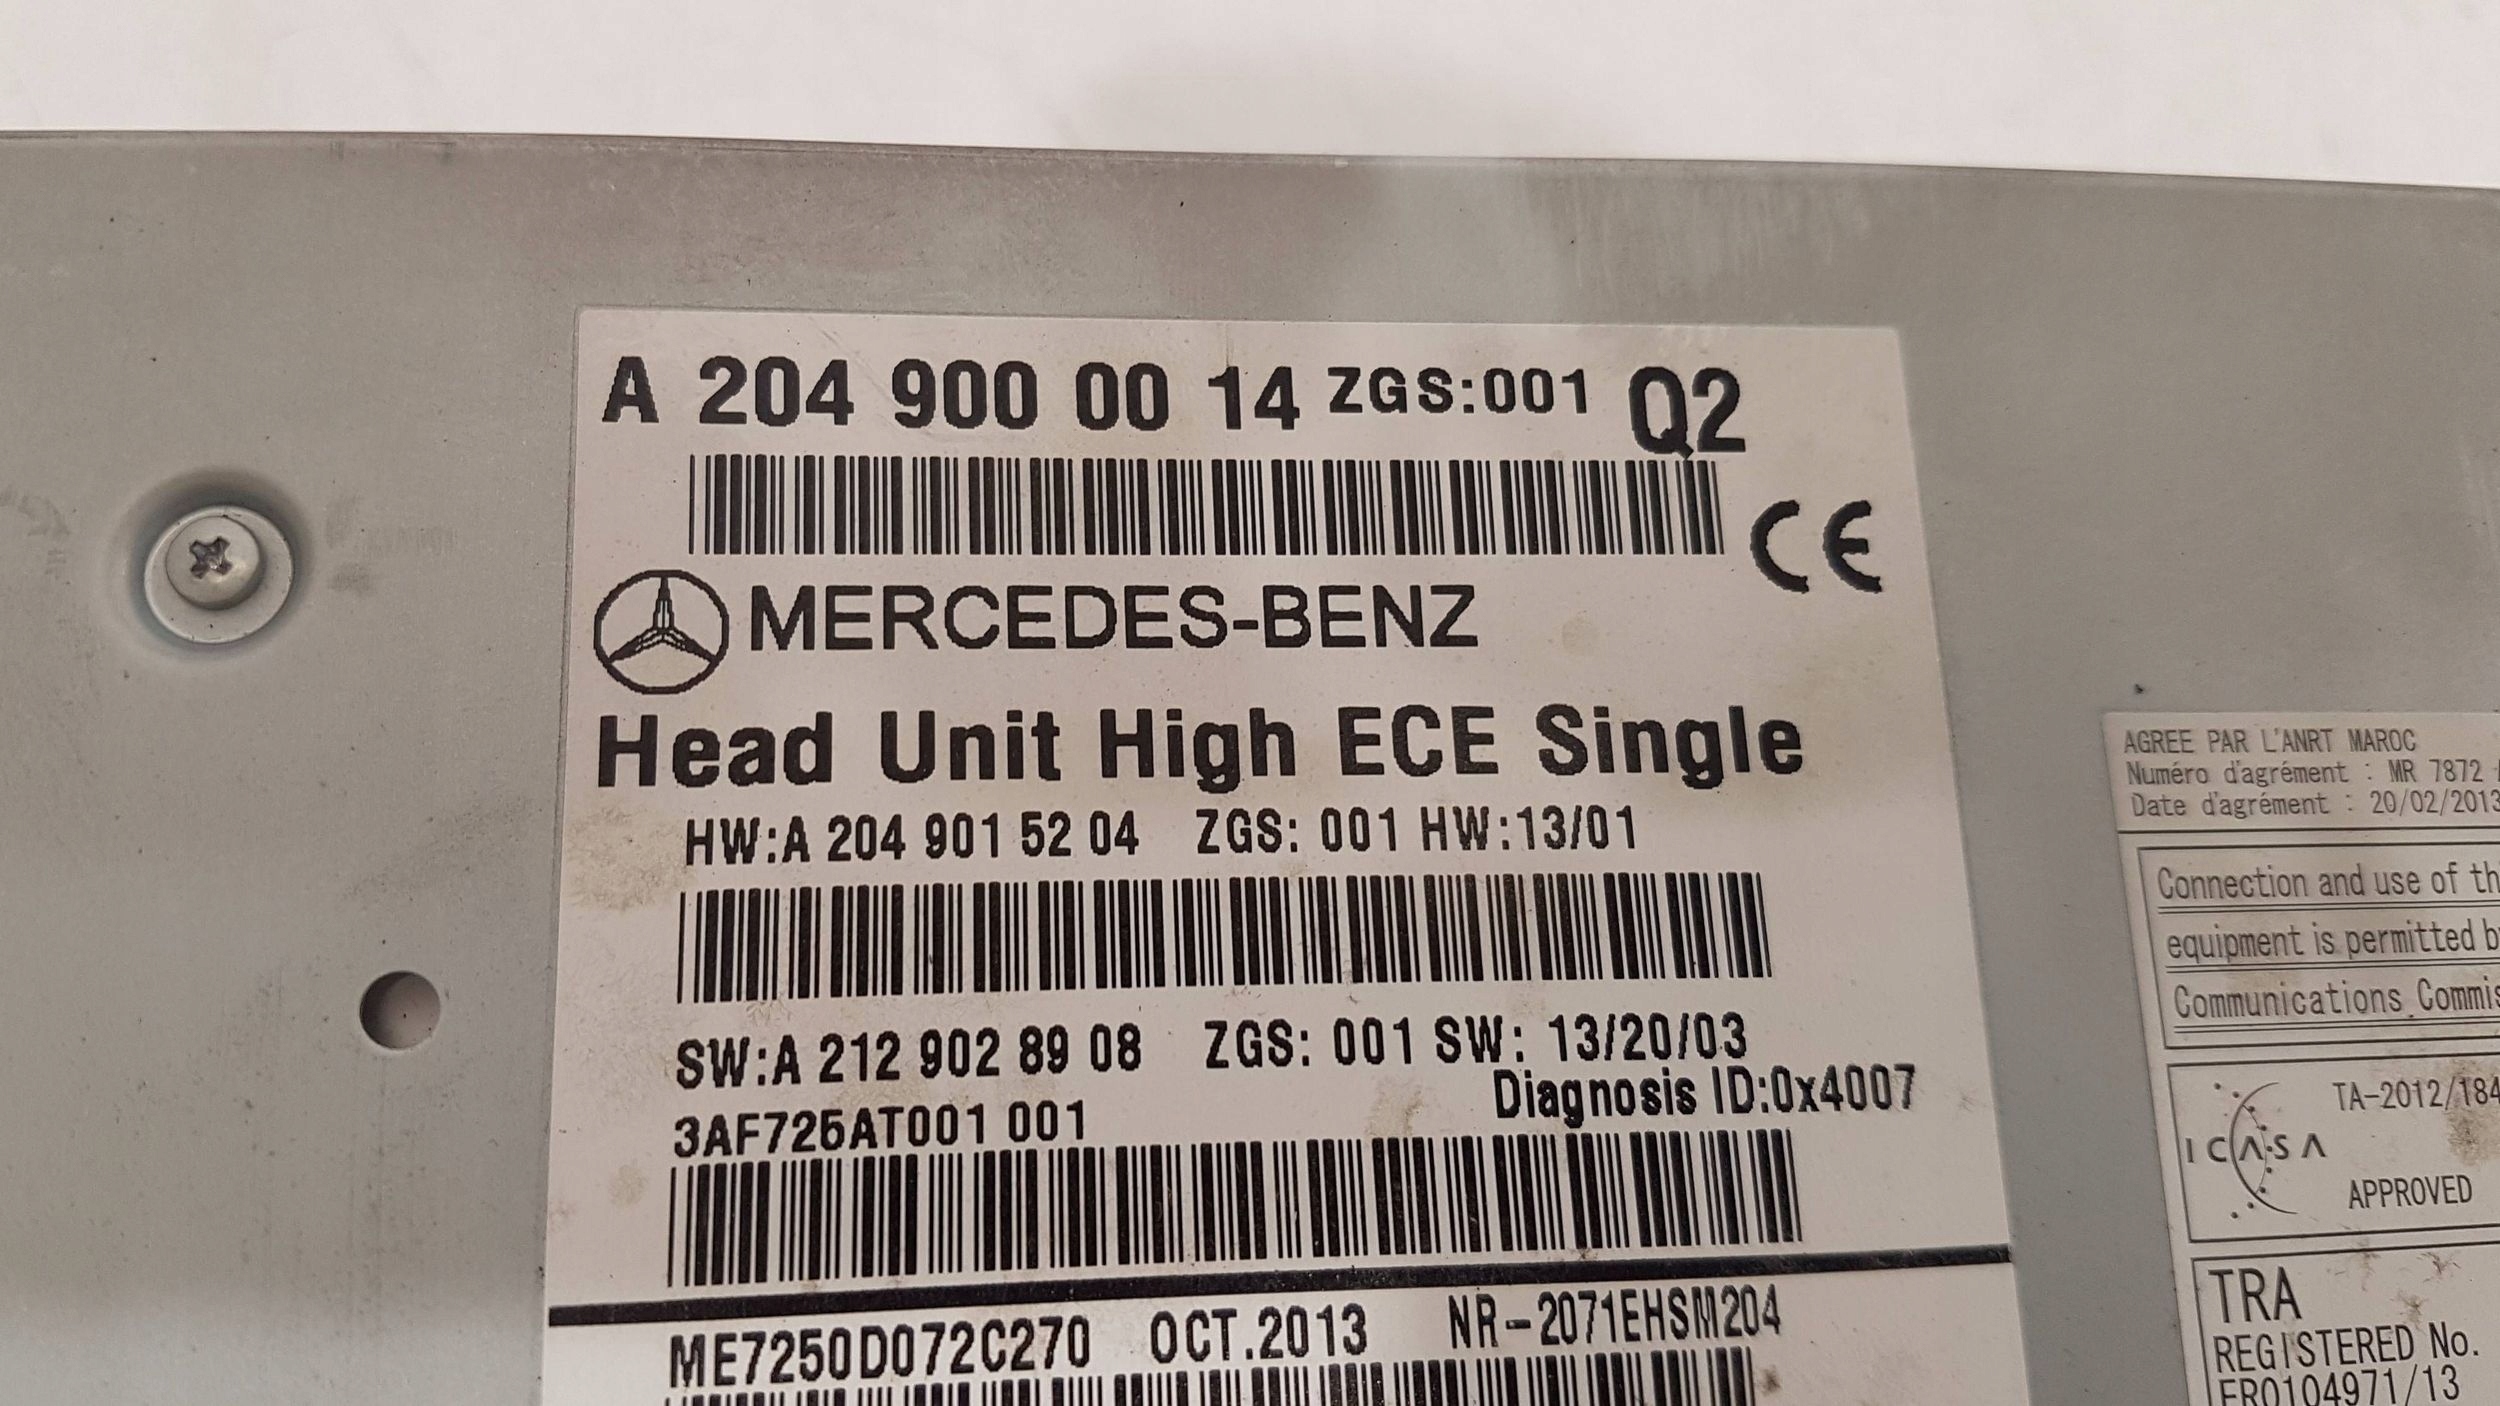 A 204 900 00 14 ZGS:001 Q2
CE
MERCEDES-BENZ
Head Unit High ECE Single
HW:A 204 901 52 04 ZGS: 001 HW:13/01
SW:A 212 902 89 08 ZGS: 001 SW: 13/20/03
Diagnosis ID:0x4007
3AF725AT001 001
ME7250D072C270 OCT.2013 NR-2071EHSM204
AGREE PAR L'ANRT MAROC
Numéro d'agrément : MR 7872
Date d'agrément : 20/02/2013
Connection and use of
equipment is permitted
Communications
TA-2012/184
ICASA
APPROVED
TRA
REGISTERED No.
ER0104971/13